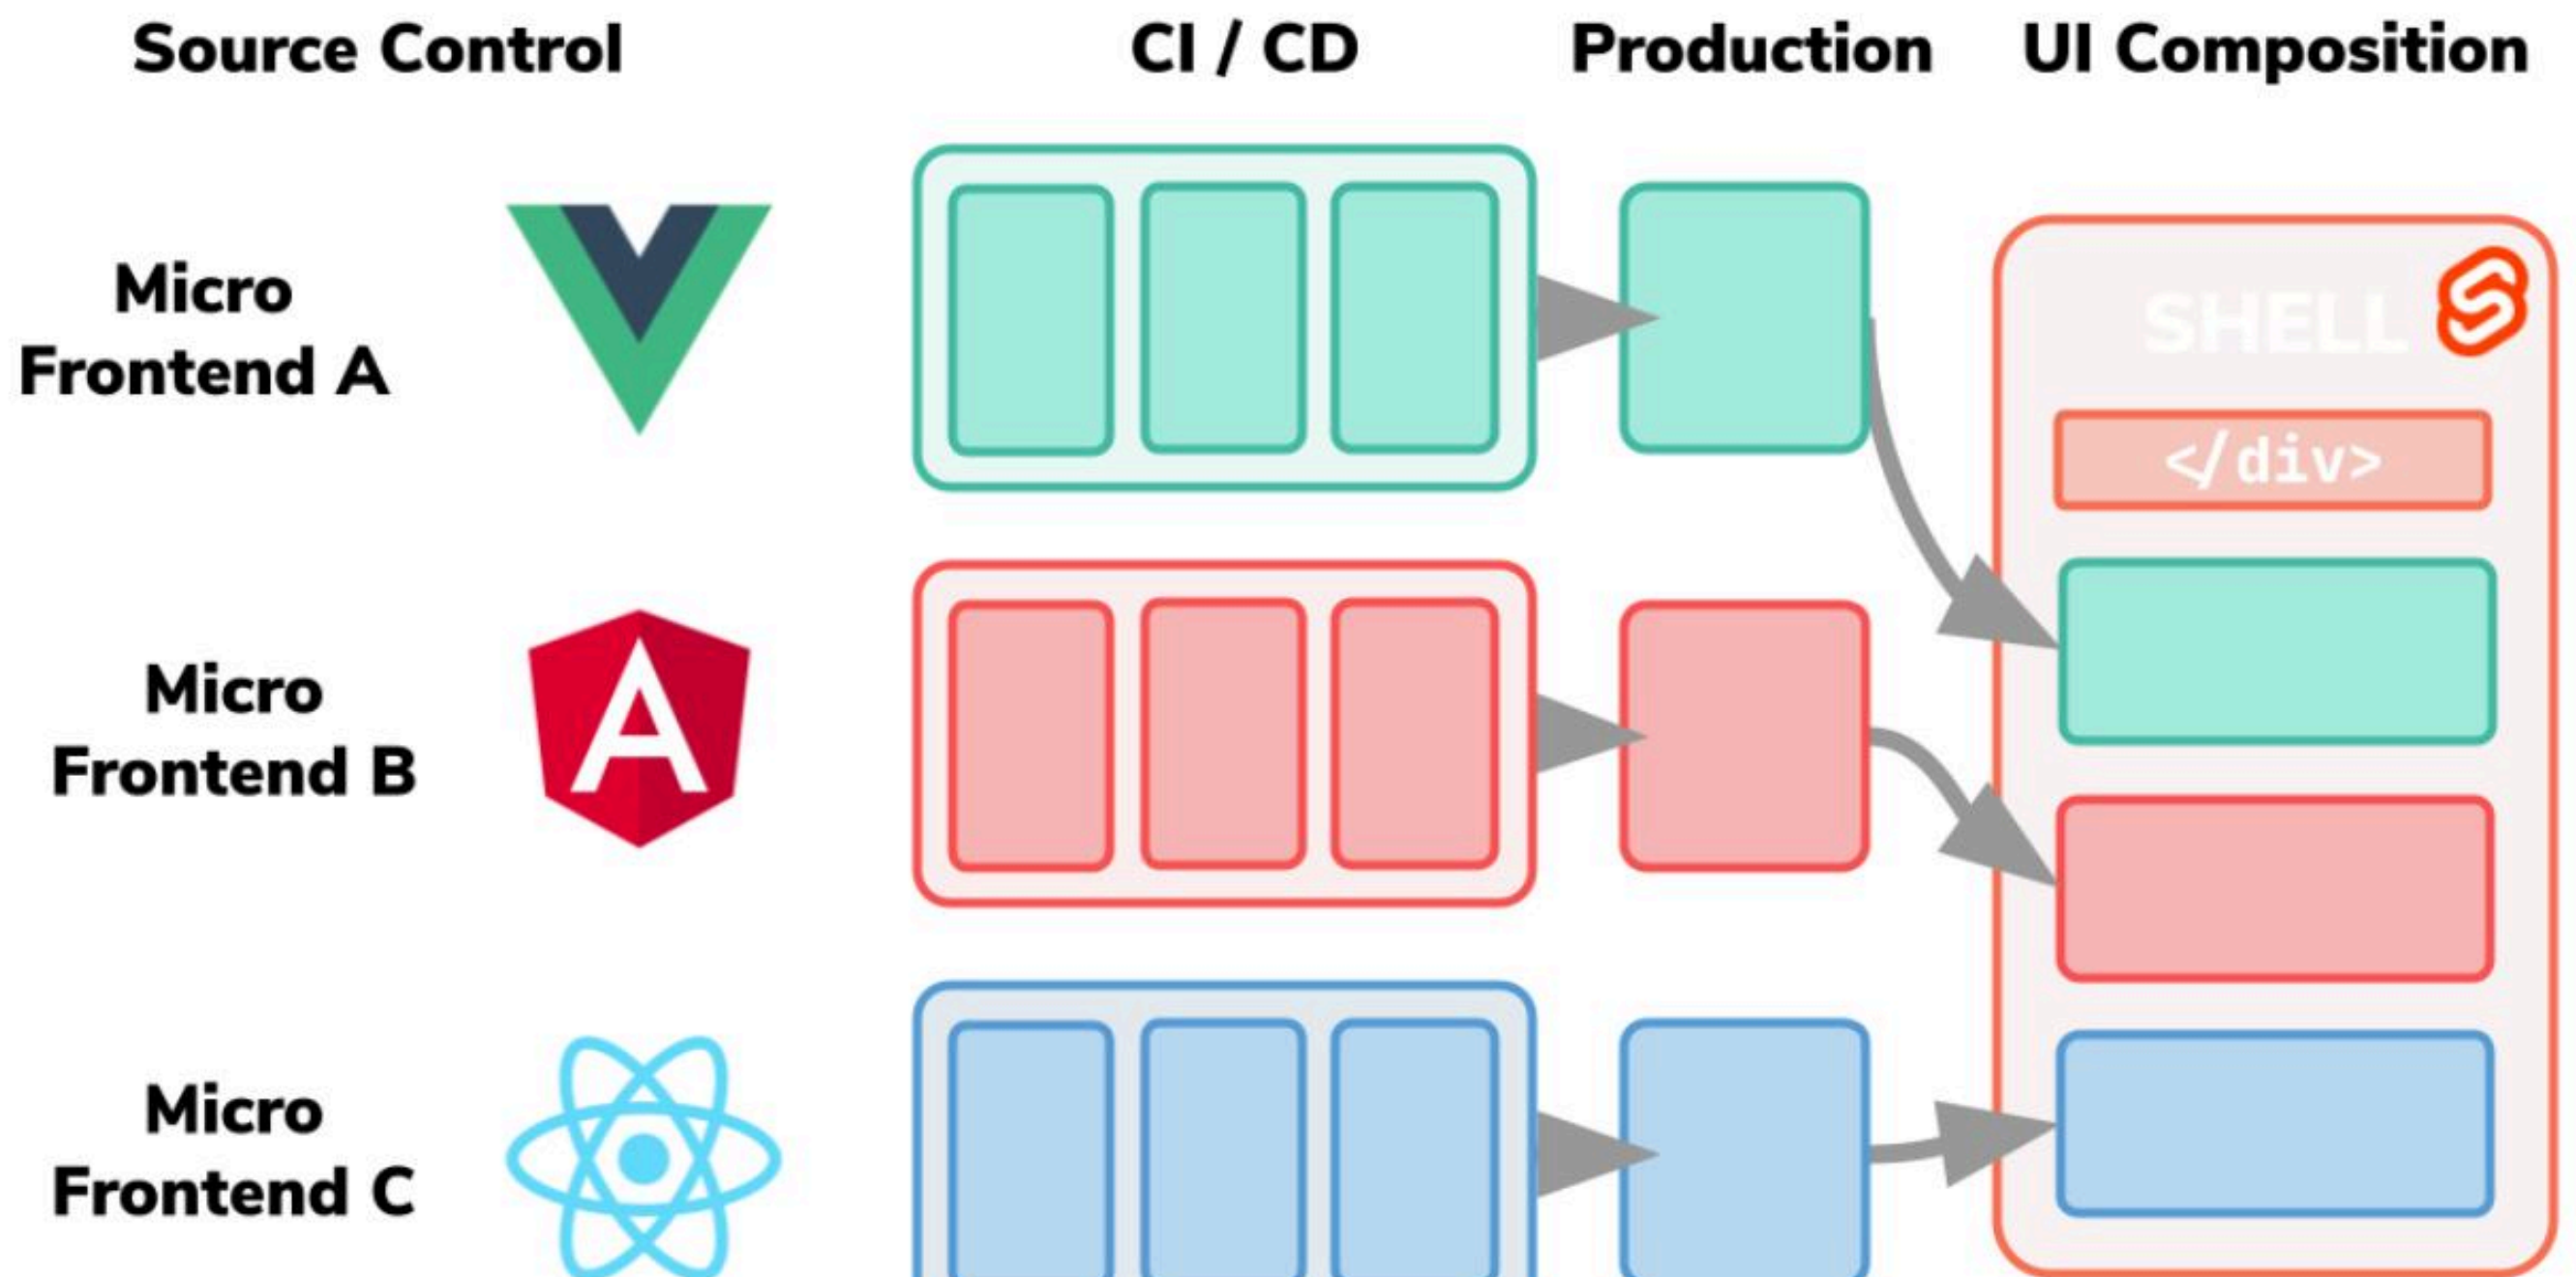 Source Control
CI / CD
Production
UI Composition
Micro
Frontend A
SHELL
</div>
Micro
Frontend B
Micro
Frontend C